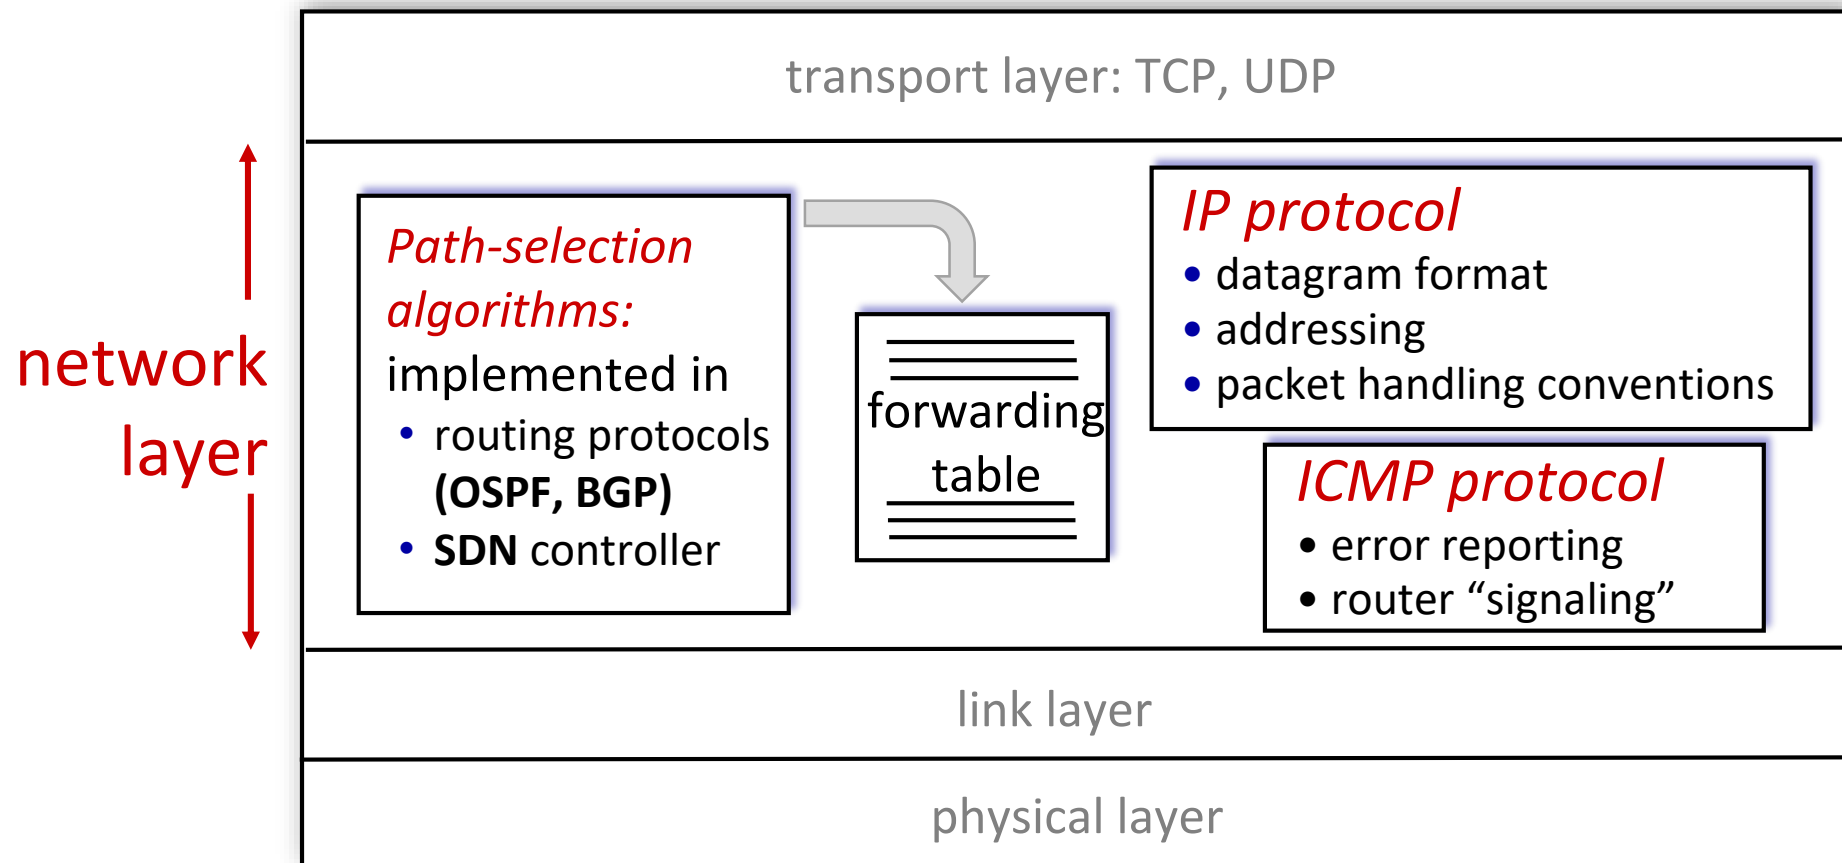 transport layer: TCP, UDP
network
layer
Path-selection
algorithms:
implemented in
• routing protocols
(OSPF, BGP)
• SDN controller
forwarding
table
IP protocol
• datagram format
• addressing
• packet handling conventions
ICMP protocol
• error reporting
• router “signaling”
link layer
physical layer